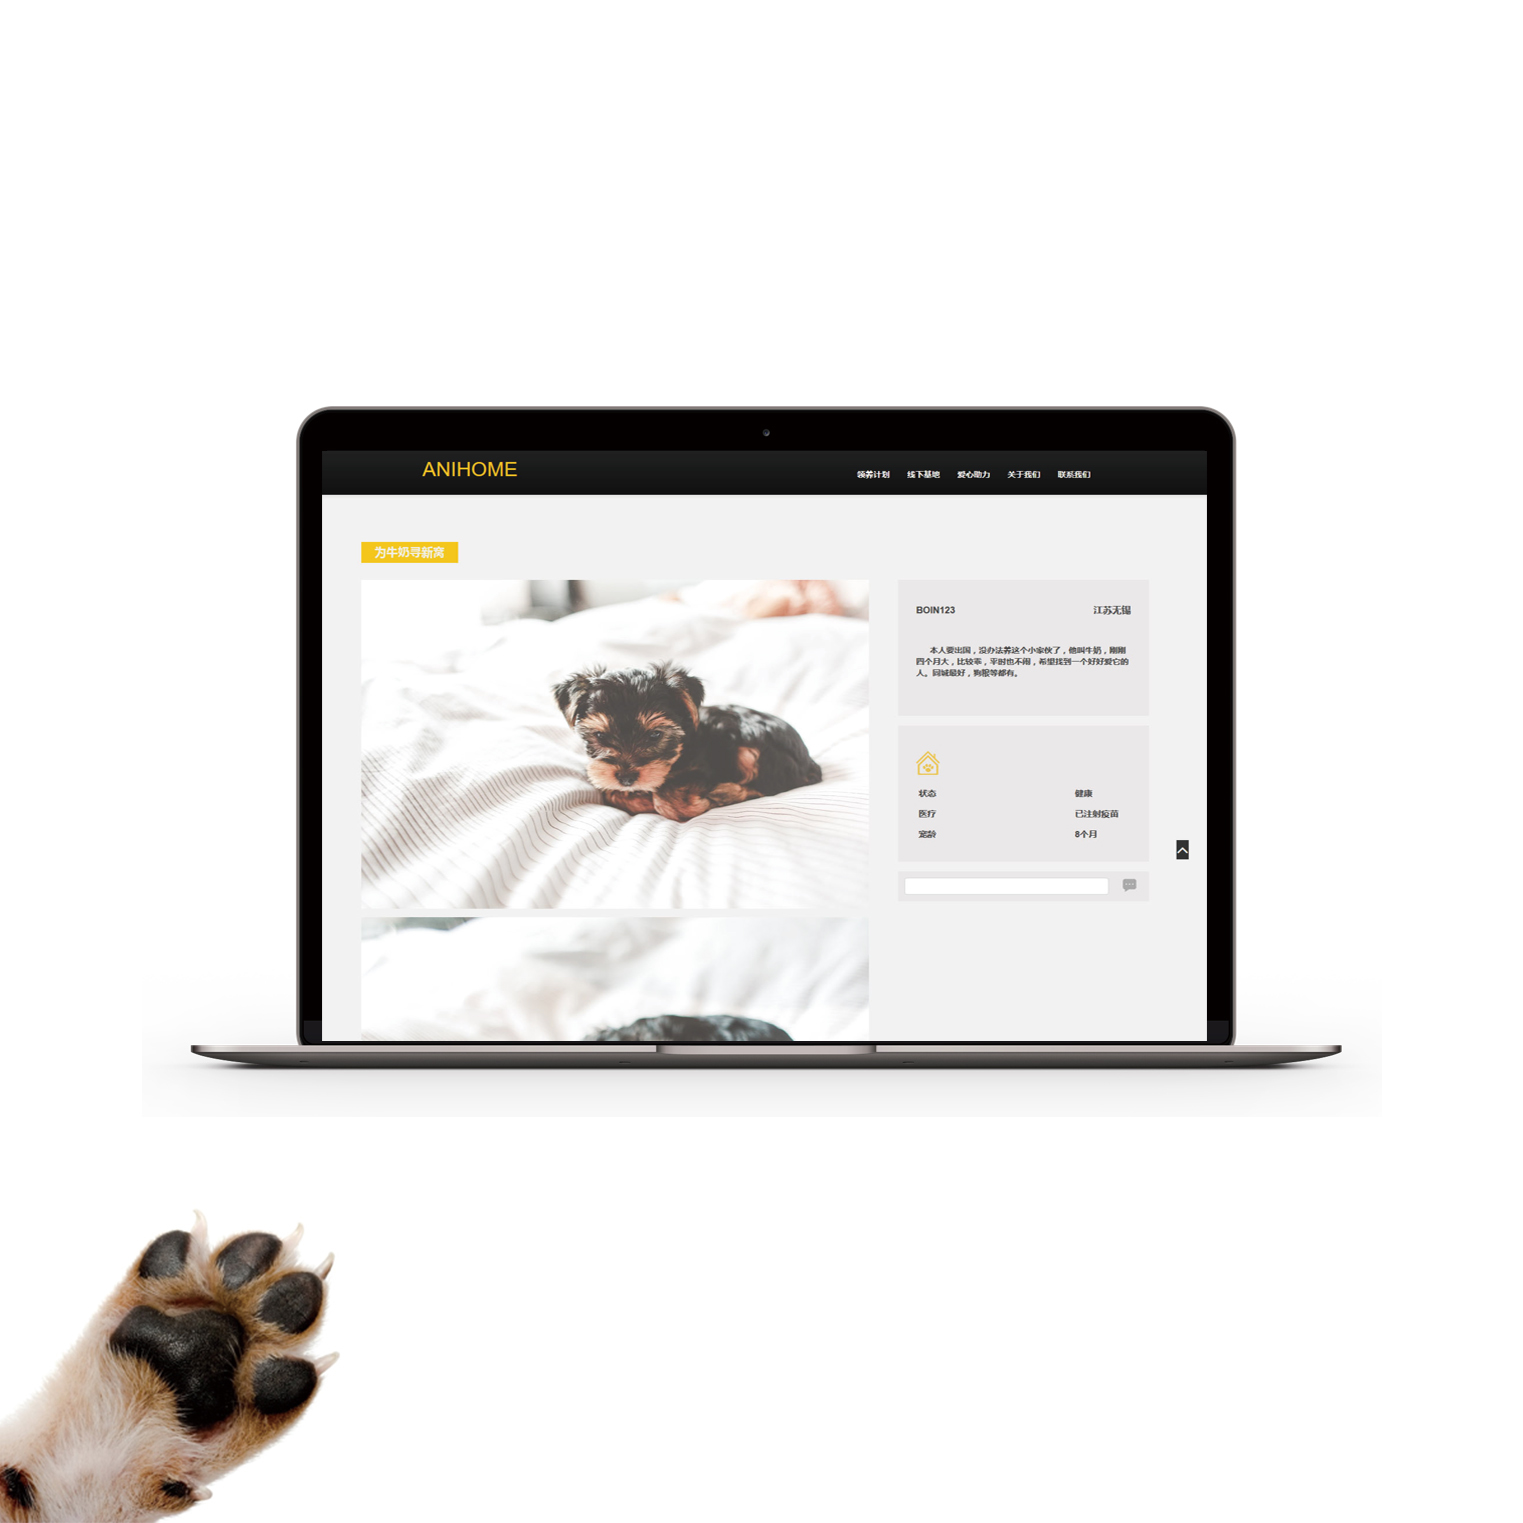 ANIHOME
领养计划 线下基地 爱心助力 关于我们 联系我们
为牛奶寻新窝
BOIN123 江苏无锡
本人要出国，没办法养这个小家伙了，他叫牛奶，刚刚
四个月大，比较乖，平时也不闹，希望找到一个好好爱它的
人。同城最好，狗粮等都有。
状态 健康
医疗 已注射疫苗
宠龄 8个月